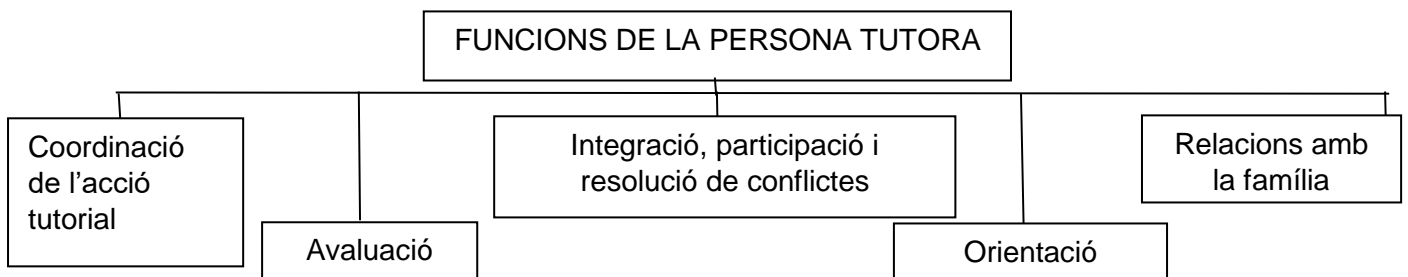 FUNCIONS DE LA PERSONA TUTORA
Coordinació
de l’acció
tutorial
Avaluació
Integració, participació i
resolució de conflictes
Orientació
Relacions amb
la família